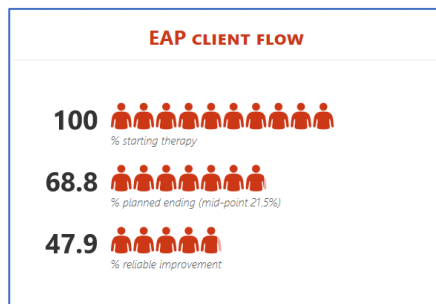 EAP CLIENT FLOW
100
% starting therapy
68.8
% planned ending (mid-point 21.5%)
47.9
% reliable improvement